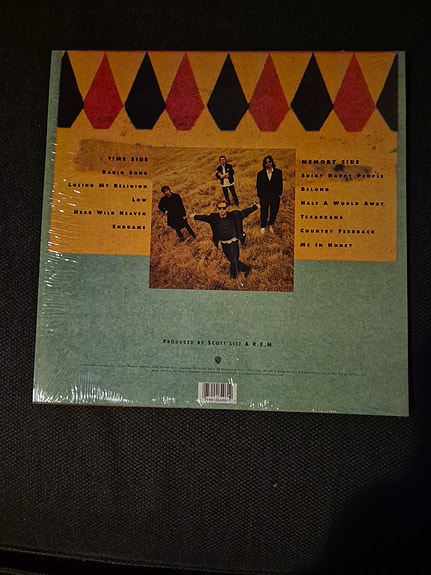 TIME SIDE
RADIO SONG
LOSING MY RELIGION
LOW
NEAR WILD HEAVEN
ENDGAME
MEMORY SIDE
SHINY HAPPY PEOPLE
BELONG
HALF A WORLD AWAY
TEXARKANA
COUNTRY FEEDBACK
ME IN HONEY
PRODUCED BY SCOTT LITT & R.E.M.